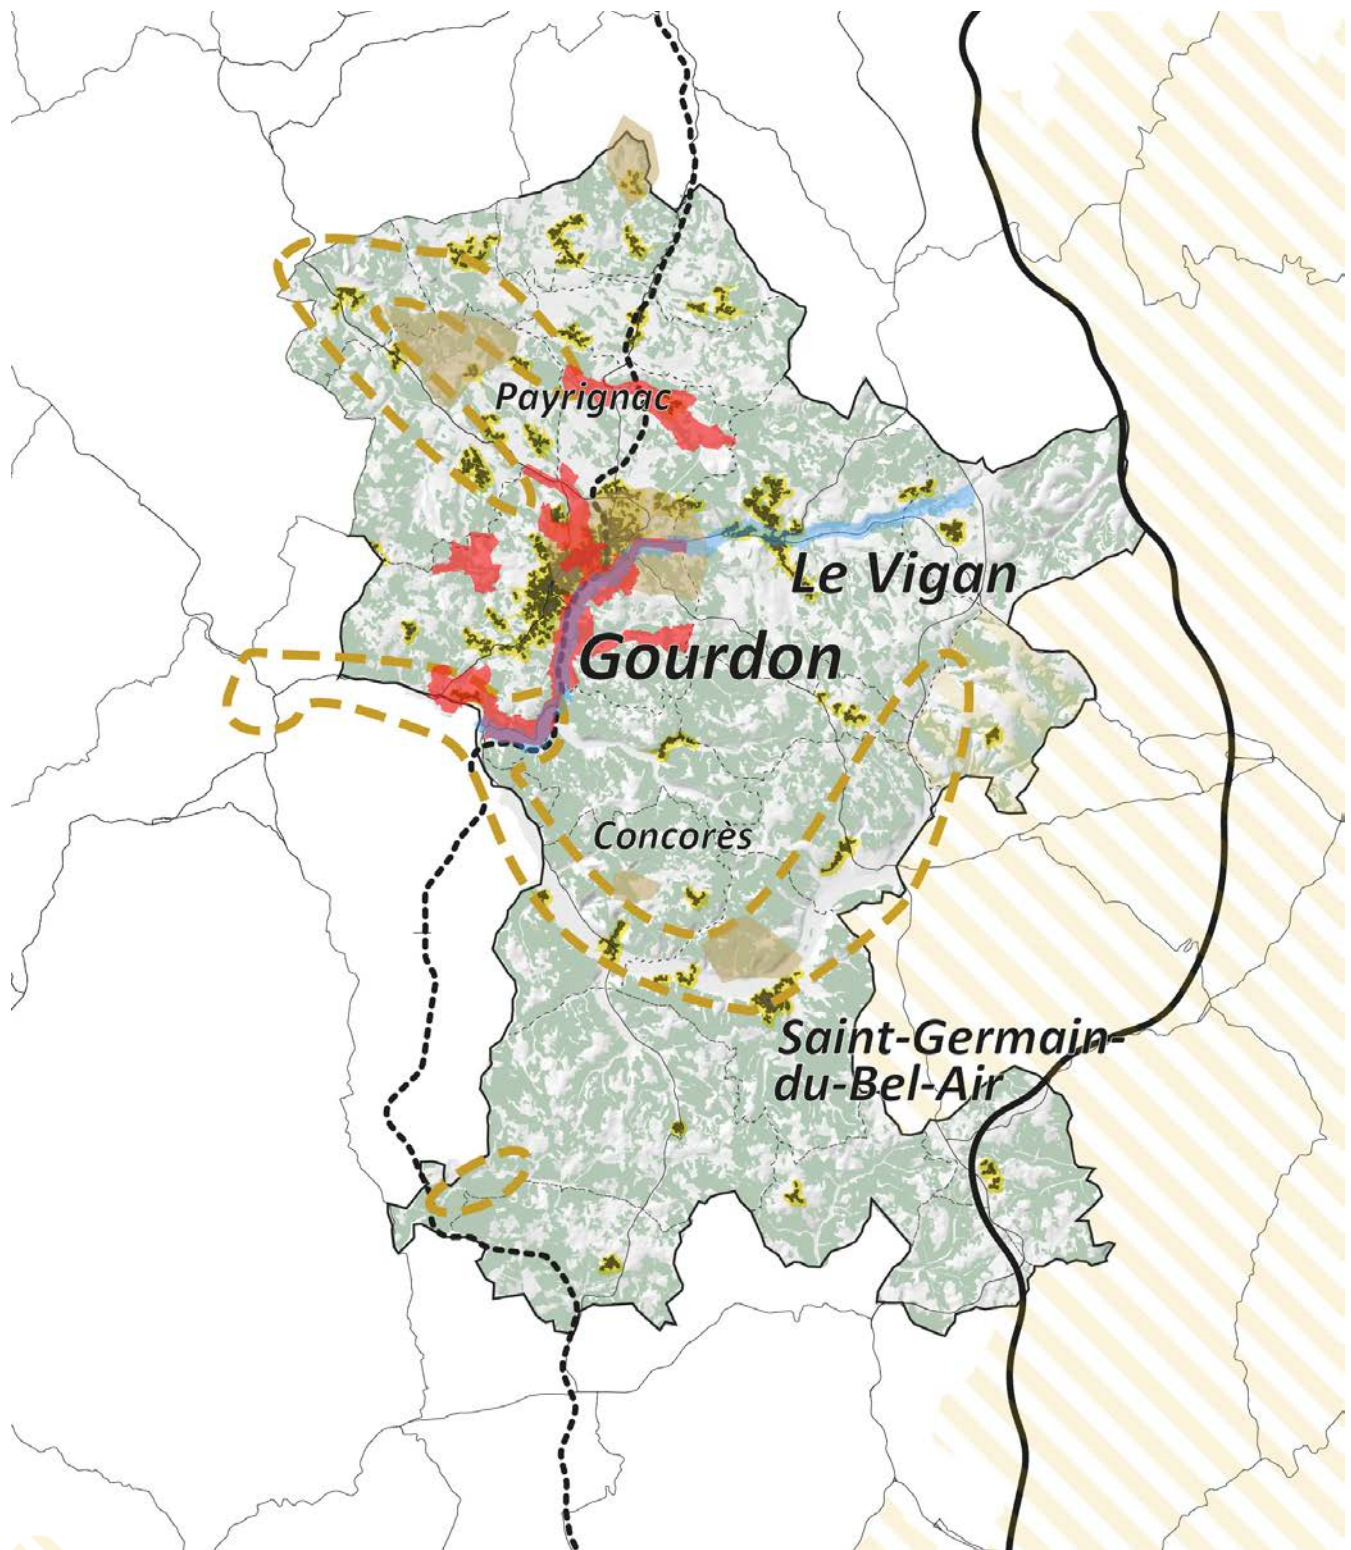 Payrignac
Le Vigan
Gourdon
Concorès
Saint-Germain-
du-Bel-Air